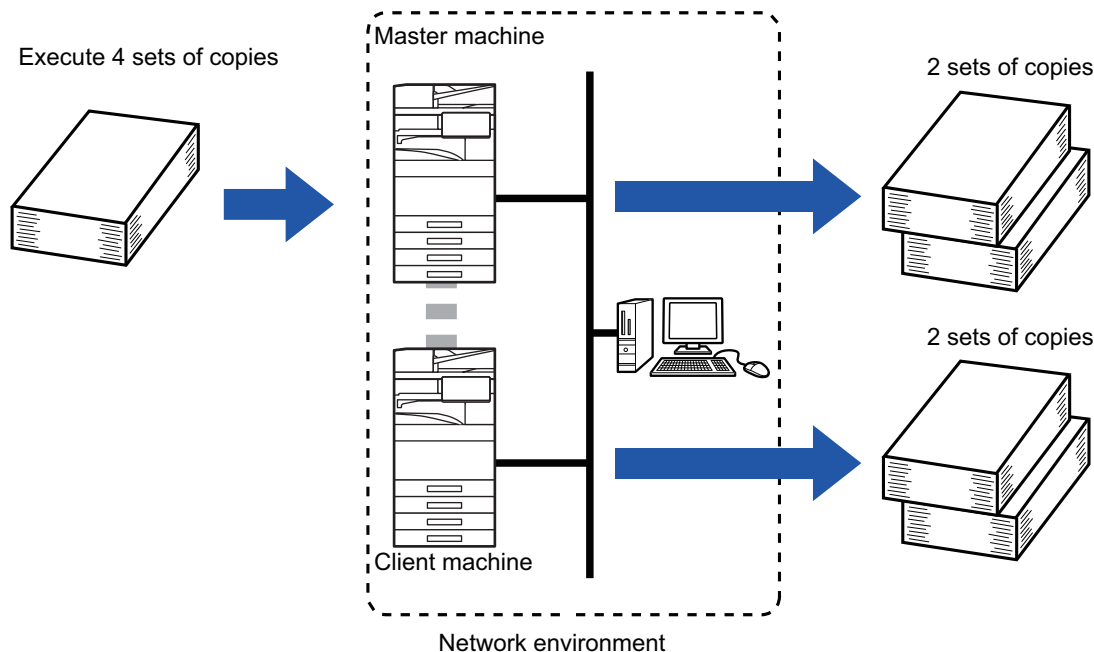 Execute 4 sets of copies
Master machine
2 sets of copies
2 sets of copies
Client machine
Network environment